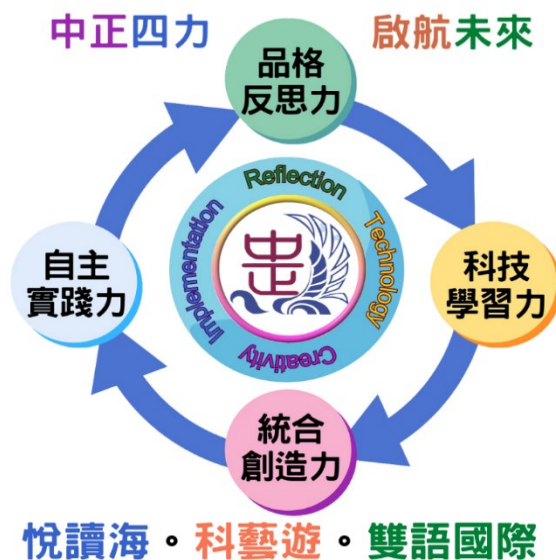 中正四力 啟航未來
品格
反思力
科技
學習力
統合
創造力
自主
實踐力
Reflection
Technology
Creativity
Implementation
中正
悅讀海・科藝遊・雙語國際